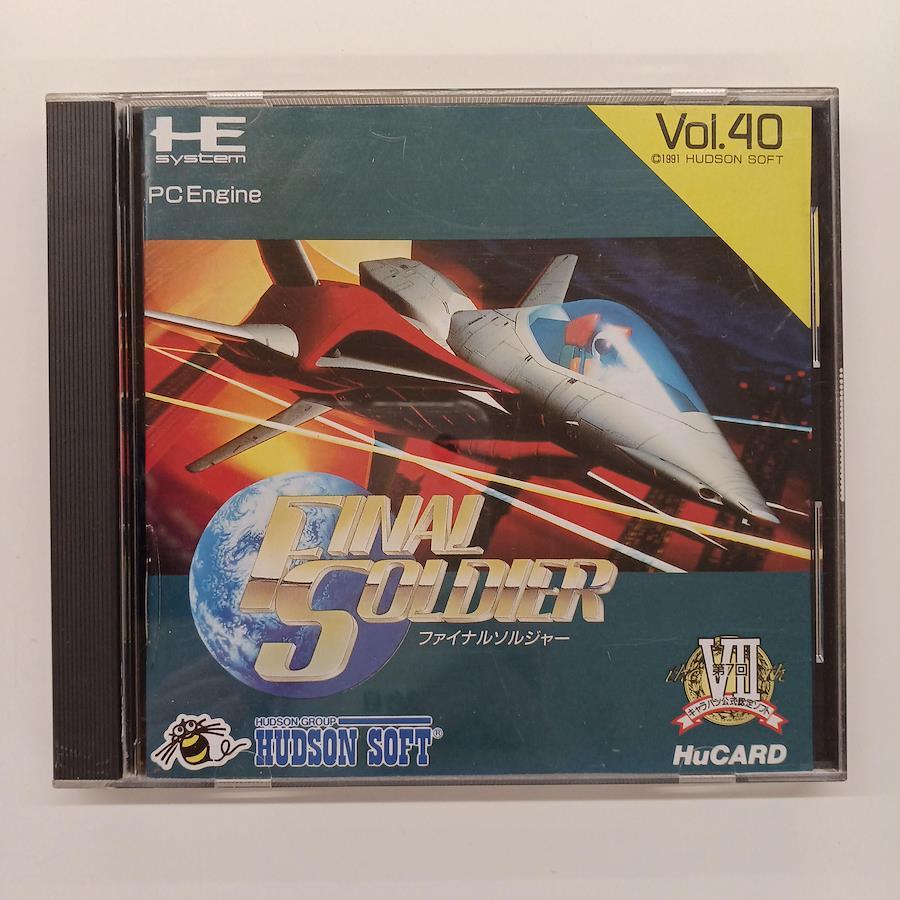 HE
system
PC Engine
Vol.40
©1991 HUDSON SOFT
FINAL
SOLDIER
ファイナルソルジャー
the VII th
第7回
キャラバン公式認定ソフト
HUDSON GROUP
HUDSON SOFT®
HuCARD